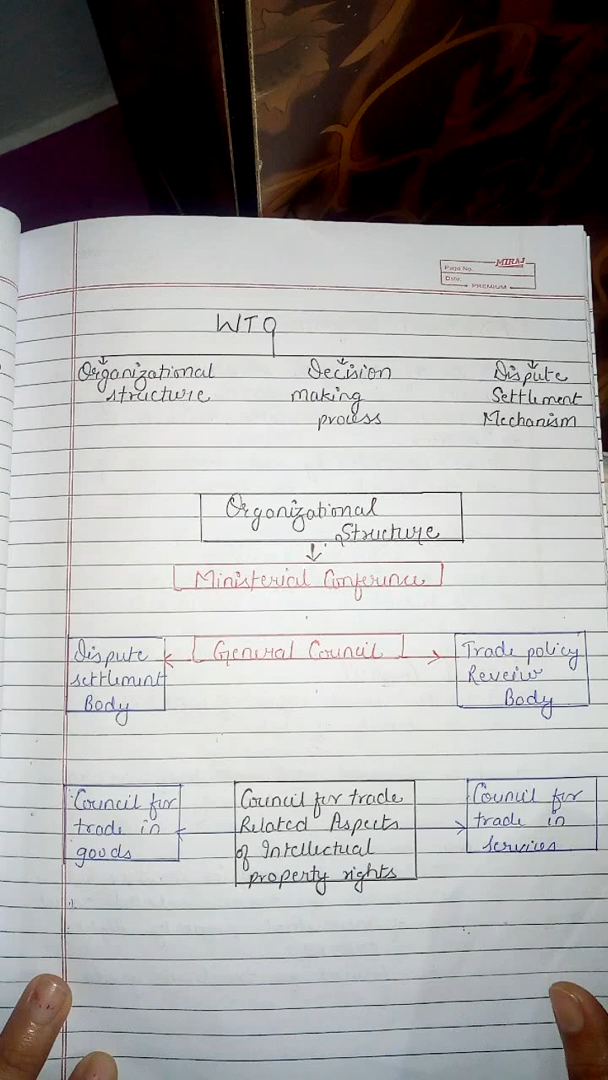 MIRAJ
Page No.
Date:
PREMIUM
WTO
Organizational structure
Decision making process
Dispute Settlement Mechanism
Organizational
Structure
Ministerial Conference
Dispute
settlement
Body
General Council
Trade policy
Reveiw
Body
Council for
trade in
goods
Council for trade
Related Aspects
of Intellectual
property rights
Council for
trade in
services